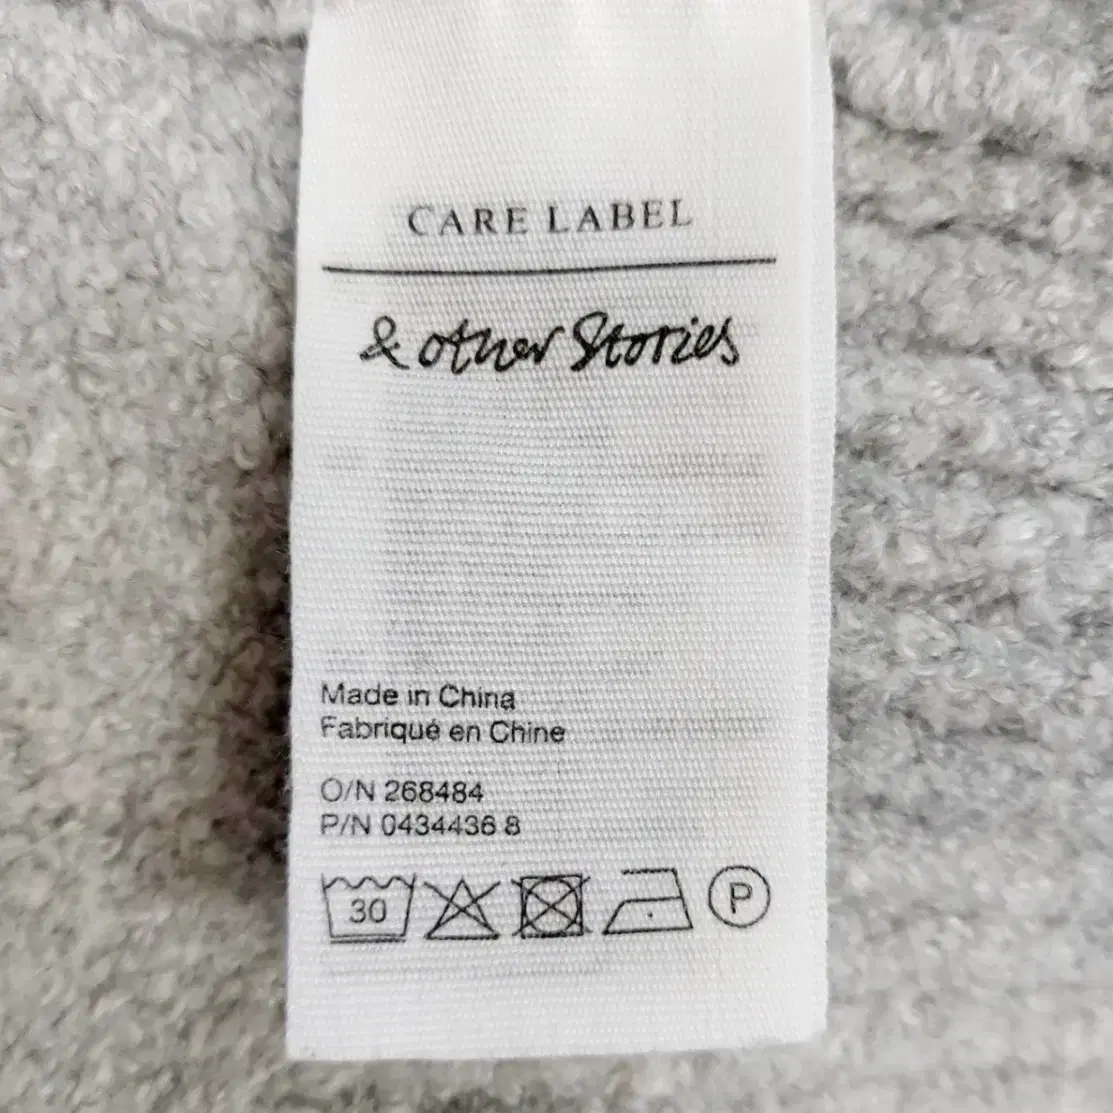 CARE LABEL
& other Stories
Made in China
Fabriqué en Chine
O/N 268484
P/N 0434436 8
30
P